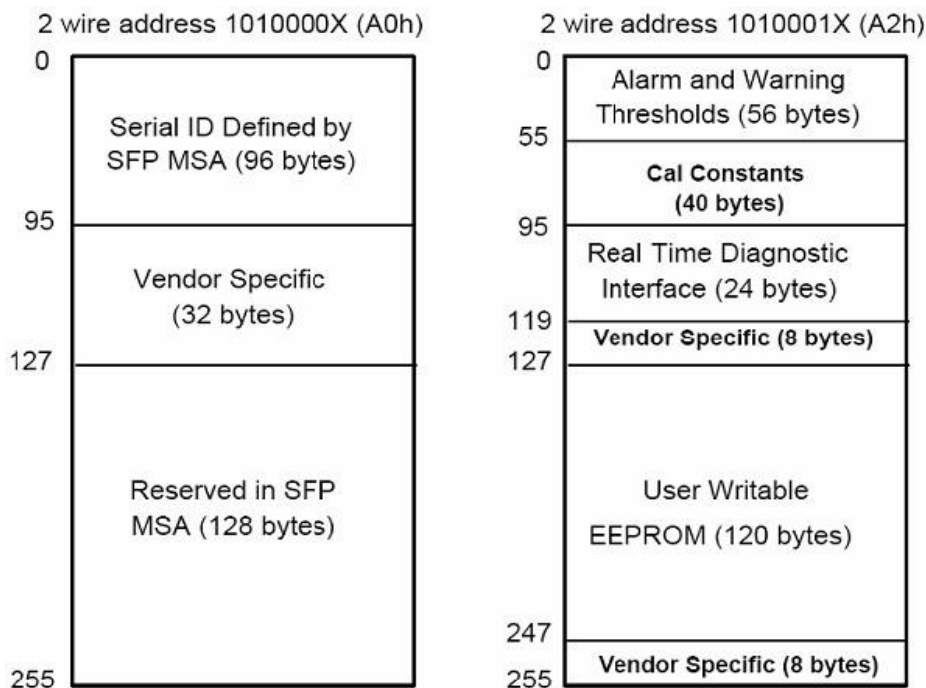 2 wire address 1010000X (A0h)
0
Serial ID Defined by
SFP MSA (96 bytes)
95
Vendor Specific
(32 bytes)
127
Reserved in SFP
MSA (128 bytes)
255
2 wire address 1010001X (A2h)
0
Alarm and Warning
Thresholds (56 bytes)
55
Cal Constants
(40 bytes)
95
Real Time Diagnostic
Interface (24 bytes)
119
Vendor Specific (8 bytes)
127
User Writable
EEPROM (120 bytes)
247
Vendor Specific (8 bytes)
255